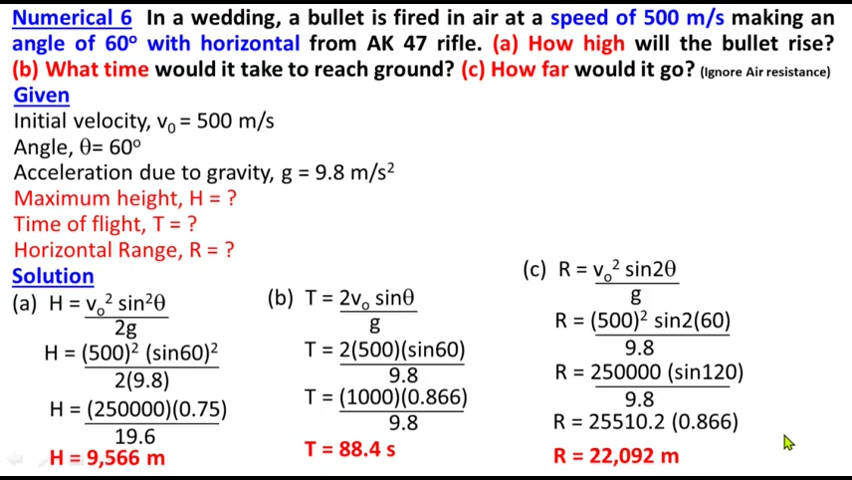 Numerical 6 In a wedding, a bullet is fired in air at a speed of 500 m/s making an
angle of 60° with horizontal from AK 47 rifle. (a) How high will the bullet rise?
(b) What time would it take to reach ground? (c) How far would it go? (Ignore Air resistance)
Given
Initial velocity, v₀ = 500 m/s
Angle, θ= 60°
Acceleration due to gravity, g = 9.8 m/s²
Maximum height, H = ?
Time of flight, T = ?
Horizontal Range, R = ?
Solution
(a) H = vₒ² sin²θ
2g
H = (500)² (sin60)²
2(9.8)
H = (250000)(0.75)
19.6
H = 9,566 m
(b) T = 2vₒ sinθ
g
T = 2(500)(sin60)
9.8
T = (1000)(0.866)
9.8
T = 88.4 s
(c) R = vₒ² sin2θ
g
R = (500)² sin2(60)
9.8
R = 250000 (sin120)
9.8
R = 25510.2 (0.866)
R = 22,092 m